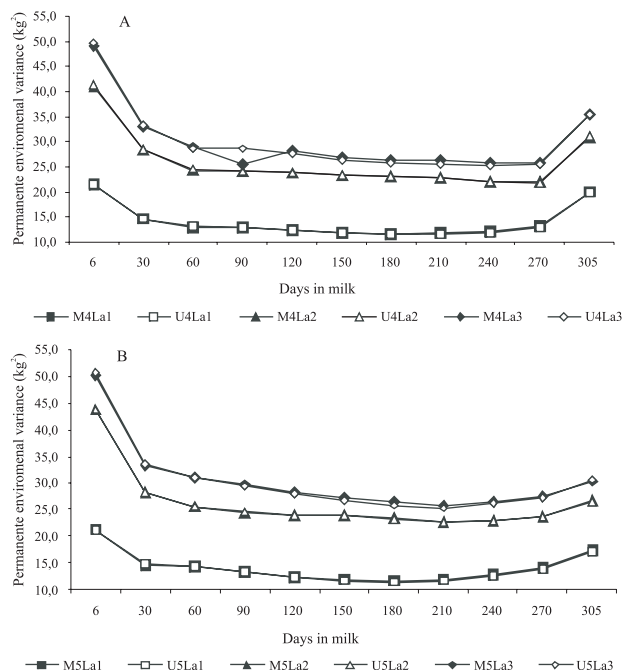 A
Permanente enviromenal variance (kg²)
55,0
50,0
45,0
40,0
35,0
30,0
25,0
20,0
15,0
10,0
6 30 60 90 120 150 180 210 240 270 305
Days in milk
M4La1 U4La1 M4La2 U4La2 M4La3 U4La3
B
Permanente enviromenal variance (kg²)
55,0
50,0
45,0
40,0
35,0
30,0
25,0
20,0
15,0
10,0
6 30 60 90 120 150 180 210 240 270 305
Days in milk
M5La1 U5La1 M5La2 U5La2 M5La3 U5La3